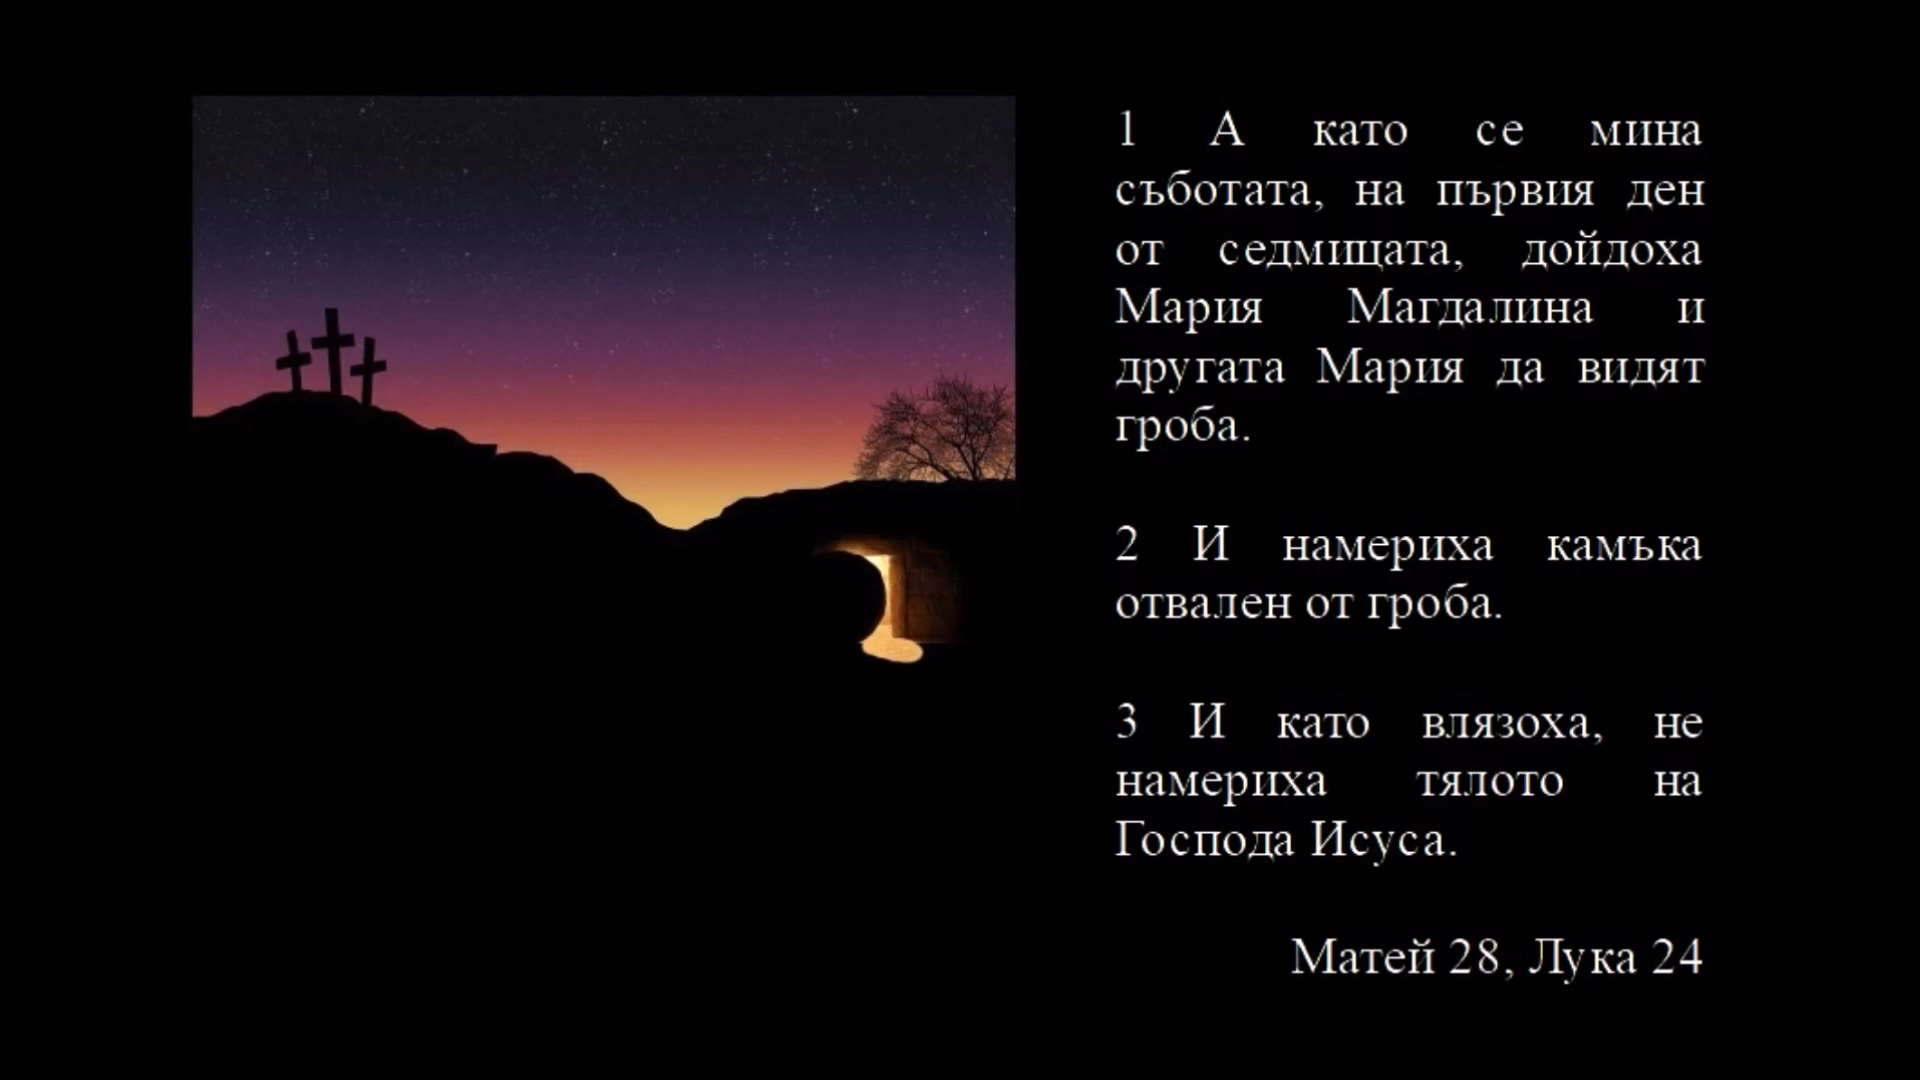 1 А като се мина
съботата, на първия ден
от седмицата, дойдоха
Мария Магдалина и
другата Мария да видят
гроба.
2 И намериха камъка
отвален от гроба.
3 И като влязоха, не
намериха тялото на
Господа Исуса.
Матей 28, Лука 24